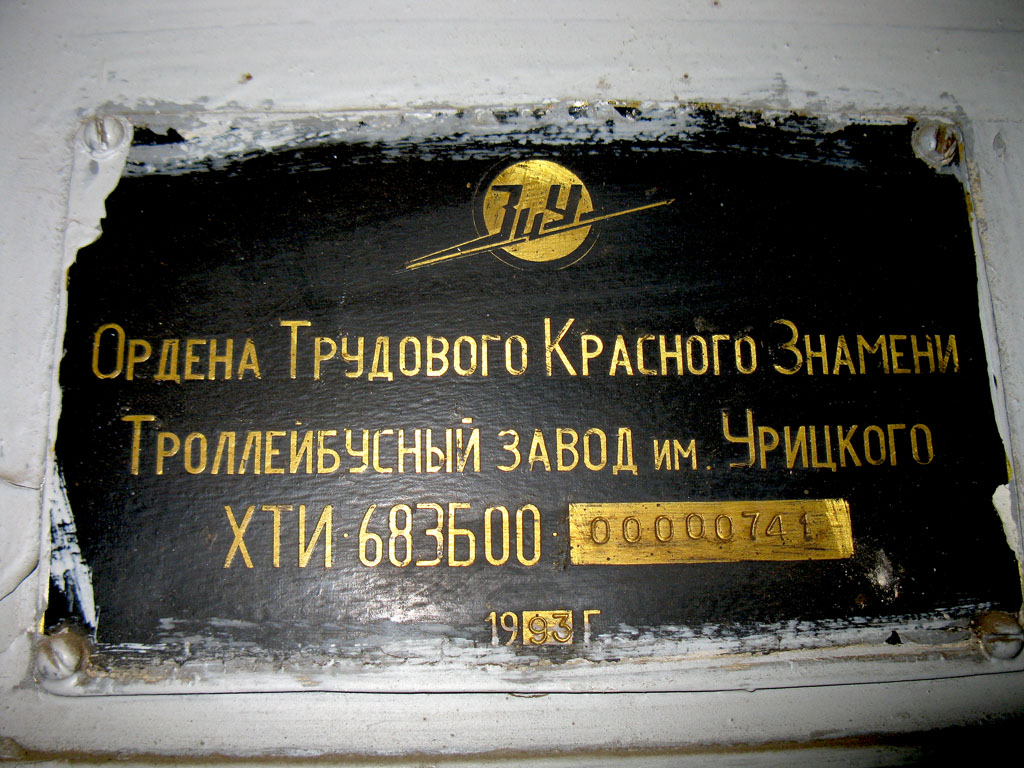 ЗиУ
Ордена Трудового Красного Знамени
Троллейбусный завод им. Урицкого
ХТИ·683Б00·00000741
1993 г